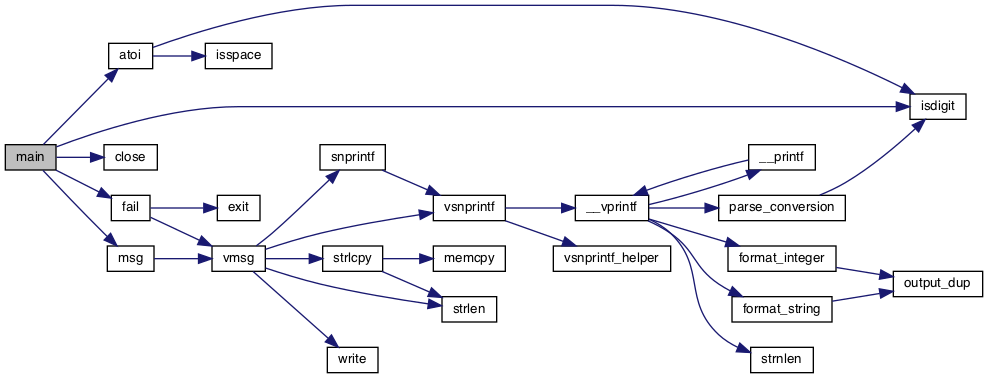 main
atoi
isspace
isdigit
close
fail
exit
msg
vmsg
snprintf
vsnprintf
strlcpy
memcpy
strlen
write
__vprintf
vsnprintf_helper
__printf
parse_conversion
format_integer
format_string
output_dup
strnlen